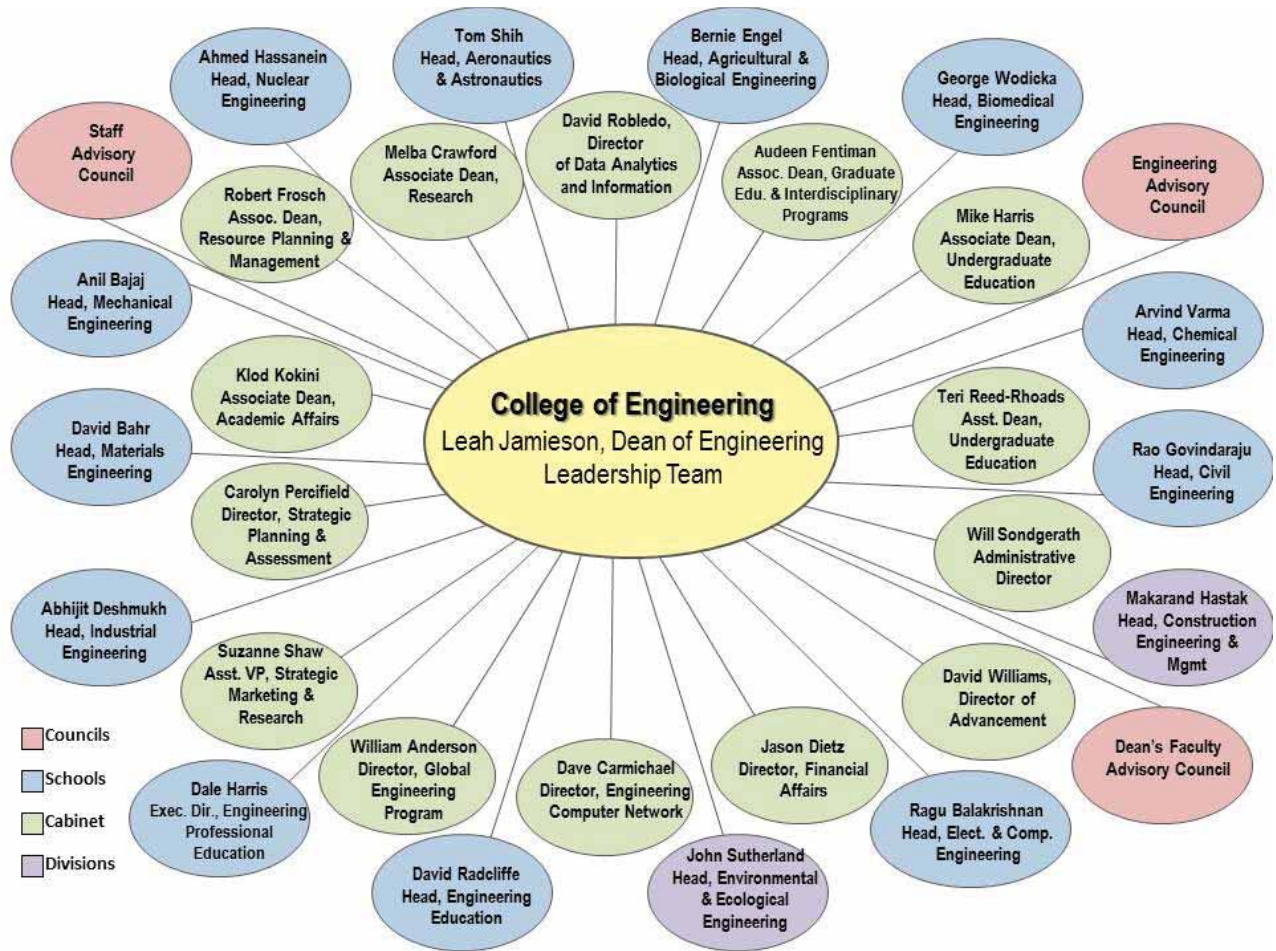 Tom Shih
Head, Aeronautics
& Astronautics
Bernie Engel
Head, Agricultural &
Biological Engineering
Ahmed Hassanein
Head, Nuclear
Engineering
George Wodicka
Head, Biomedical
Engineering
Staff
Advisory
Council
Melba Crawford
Associate Dean,
Research
David Robledo,
Director
of Data Analytics
and Information
Audeen Fentiman
Assoc. Dean, Graduate
Edu. & Interdisciplinary
Programs
Engineering
Advisory
Council
Robert Frosch
Assoc. Dean,
Resource Planning &
Management
Mike Harris
Associate Dean,
Undergraduate
Education
Anil Bajaj
Head, Mechanical
Engineering
Arvind Varma
Head, Chemical
Engineering
Klod Kokini
Associate Dean,
Academic Affairs
College of Engineering
Leah Jamieson, Dean of Engineering
Leadership Team
Teri Reed-Rhoads
Asst. Dean,
Undergraduate
Education
David Bahr
Head, Materials
Engineering
Rao Govindaraju
Head, Civil
Engineering
Carolyn Percifield
Director, Strategic
Planning &
Assessment
Will Sondgerath
Administrative
Director
Abhijit Deshmukh
Head, Industrial
Engineering
Makarand Hastak
Head, Construction
Engineering &
Mgmt
Suzanne Shaw
Asst. VP, Strategic
Marketing &
Research
David Williams,
Director of
Advancement
William Anderson
Director, Global
Engineering
Program
Dave Carmichael
Director, Engineering
Computer Network
Jason Dietz
Director, Financial
Affairs
Dean's Faculty
Advisory Council
Dale Harris
Exec. Dir., Engineering
Professional
Education
Ragu Balakrishnan
Head, Elect. & Comp.
Engineering
David Radcliffe
Head, Engineering
Education
John Sutherland
Head, Environmental
& Ecological
Engineering
Councils
Schools
Cabinet
Divisions